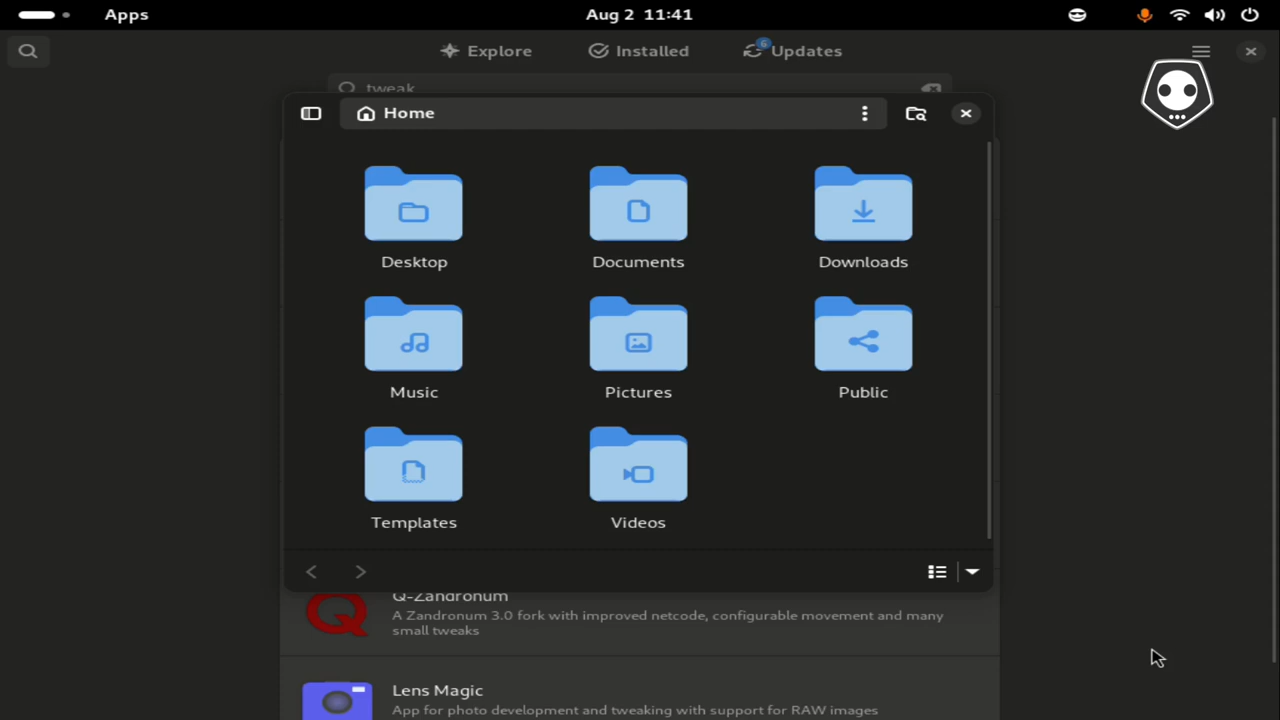 Apps
Aug 2 11:41
Explore
Installed
6
Updates
tweak
Home
Desktop
Documents
Downloads
Music
Pictures
Public
Templates
Videos
Q-Zandronum
A Zandronum 3.0 fork with improved netcode, configurable movement and many
small tweaks
Lens Magic
App for photo development and tweaking with support for RAW images